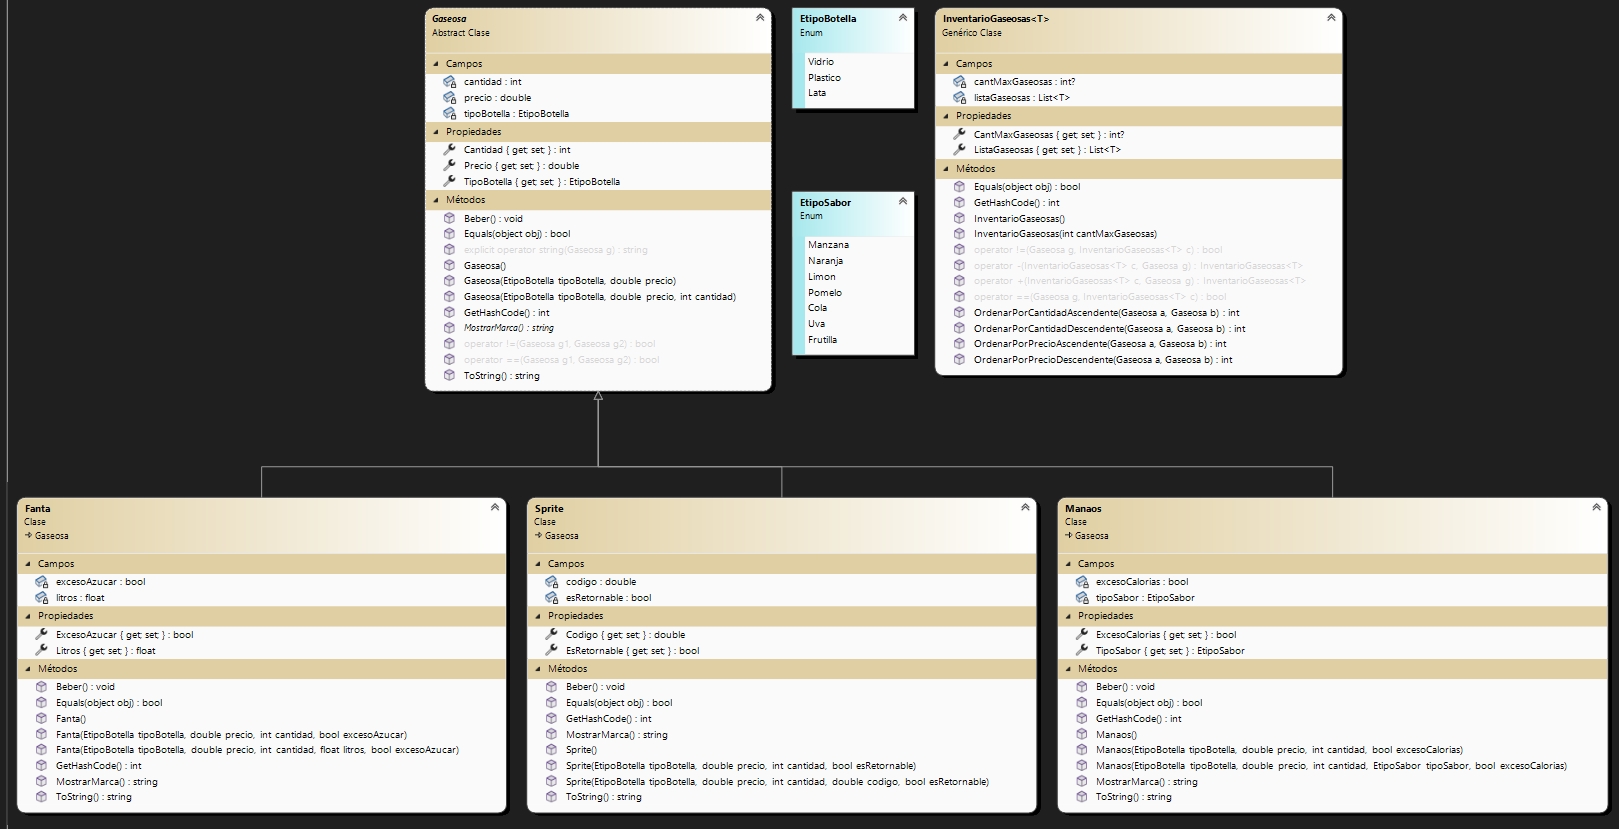 Gaseosa
Abstract Clase
Campos
cantidad : int
precio : double
tipoBotella : EtipoBotella
Propiedades
Cantidad { get; set; } : int
Precio { get; set; } : double
TipoBotella { get; set; } : EtipoBotella
Métodos
Beber() : void
Equals(object obj) : bool
explicit operator string(Gaseosa g) : string
Gaseosa()
Gaseosa(EtipoBotella tipoBotella, double precio)
Gaseosa(EtipoBotella tipoBotella, double precio, int cantidad)
GetHashCode() : int
MostrarMarca() : string
operator !=(Gaseosa g1, Gaseosa g2) : bool
operator ==(Gaseosa g1, Gaseosa g2) : bool
ToString() : string
EtipoBotella
Enum
Vidrio
Plastico
Lata
EtipoSabor
Enum
Manzana
Naranja
Limon
Pomelo
Cola
Uva
Frutilla
InventarioGaseosas<T>
Genérico Clase
Campos
cantMaxGaseosas : int?
listaGaseosas : List<T>
Propiedades
CantMaxGaseosas { get; set; } : int?
ListaGaseosas { get; set; } : List<T>
Métodos
Equals(object obj) : bool
GetHashCode() : int
InventarioGaseosas()
InventarioGaseosas(int cantMaxGaseosas)
operator !=(Gaseosa g, InventarioGaseosas<T> c) : bool
operator -(InventarioGaseosas<T> c, Gaseosa g) : InventarioGaseosas<T>
operator +(InventarioGaseosas<T> c, Gaseosa g) : InventarioGaseosas<T>
operator ==(Gaseosa g, InventarioGaseosas<T> c) : bool
OrdenarPorCantidadAscendente(Gaseosa a, Gaseosa b) : int
OrdenarPorCantidadDescendente(Gaseosa a, Gaseosa b) : int
OrdenarPorPrecioAscendente(Gaseosa a, Gaseosa b) : int
OrdenarPorPrecioDescendente(Gaseosa a, Gaseosa b) : int
Fanta
Clase
Gaseosa
Campos
excesoAzucar : bool
litros : float
Propiedades
ExcesoAzucar { get; set; } : bool
Litros { get; set; } : float
Métodos
Beber() : void
Equals(object obj) : bool
Fanta()
Fanta(EtipoBotella tipoBotella, double precio, int cantidad, bool excesoAzucar)
Fanta(EtipoBotella tipoBotella, double precio, int cantidad, float litros, bool excesoAzucar)
GetHashCode() : int
MostrarMarca() : string
ToString() : string
Sprite
Clase
Gaseosa
Campos
codigo : double
esRetornable : bool
Propiedades
Codigo { get; set; } : double
EsRetornable { get; set; } : bool
Métodos
Beber() : void
Equals(object obj) : bool
GetHashCode() : int
MostrarMarca() : string
Sprite()
Sprite(EtipoBotella tipoBotella, double precio, int cantidad, bool esRetornable)
Sprite(EtipoBotella tipoBotella, double precio, int cantidad, double codigo, bool esRetornable)
ToString() : string
Manaos
Clase
Gaseosa
Campos
excesoCalorias : bool
tipoSabor : EtipoSabor
Propiedades
ExcesoCalorias { get; set; } : bool
TipoSabor { get; set; } : EtipoSabor
Métodos
Beber() : void
Equals(object obj) : bool
GetHashCode() : int
Manaos()
Manaos(EtipoBotella tipoBotella, double precio, int cantidad, bool excesoCalorias)
Manaos(EtipoBotella tipoBotella, double precio, int cantidad, EtipoSabor tipoSabor, bool excesoCalorias)
MostrarMarca() : string
ToString() : string